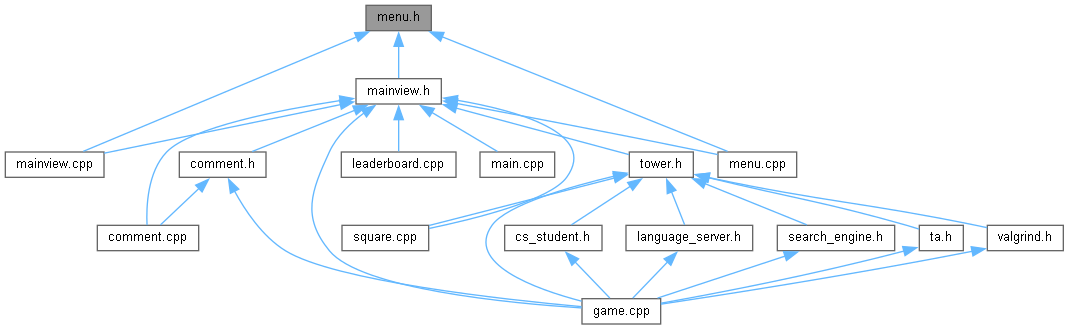 menu.h
mainview.h
mainview.cpp
comment.h
leaderboard.cpp
main.cpp
tower.h
menu.cpp
comment.cpp
square.cpp
cs_student.h
language_server.h
search_engine.h
ta.h
valgrind.h
game.cpp